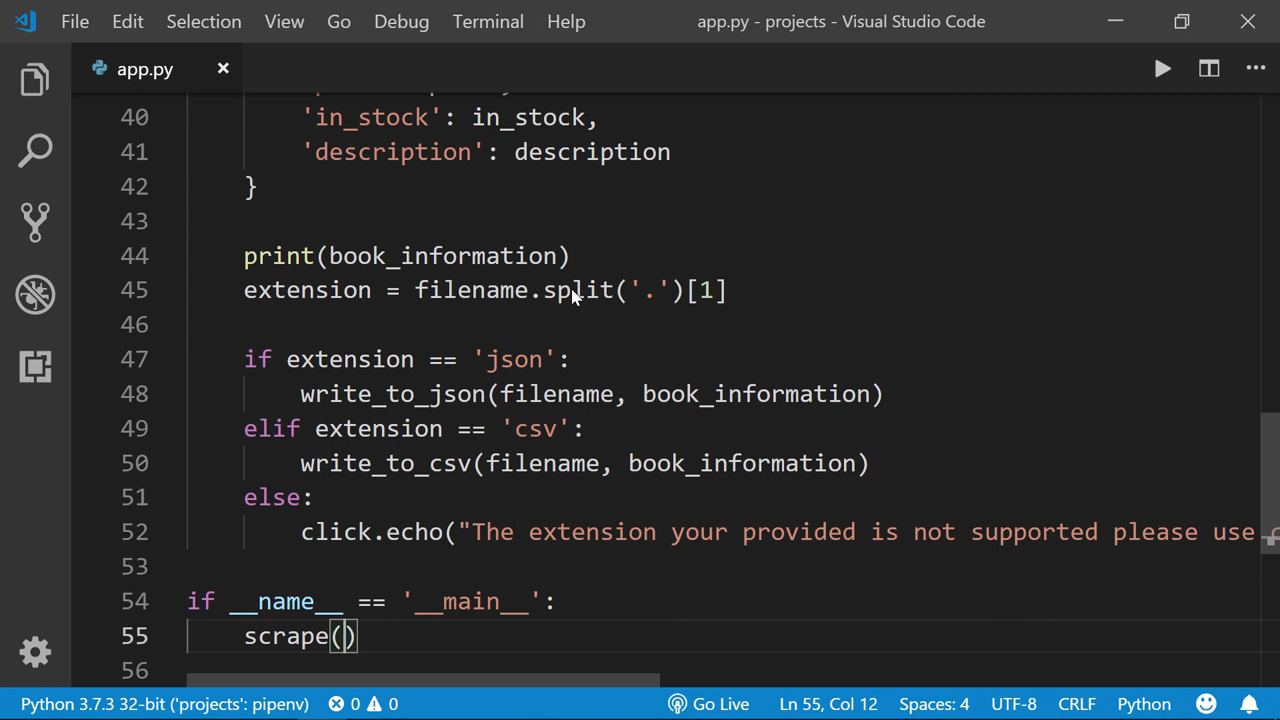 File Edit Selection View Go Debug Terminal Help app.py - projects - Visual Studio Code
app.py
40 'in_stock': in_stock,
41 'description': description
42 }
43
44 print(book_information)
45 extension = filename.split('.')[1]
46
47 if extension == 'json':
48 write_to_json(filename, book_information)
49 elif extension == 'csv':
50 write_to_csv(filename, book_information)
51 else:
52 click.echo("The extension your provided is not supported please use
53
54 if __name__ == '__main__':
55 scrape()
56
Python 3.7.3 32-bit ('projects': pipenv) 0 0 Go Live Ln 55, Col 12 Spaces: 4 UTF-8 CRLF Python